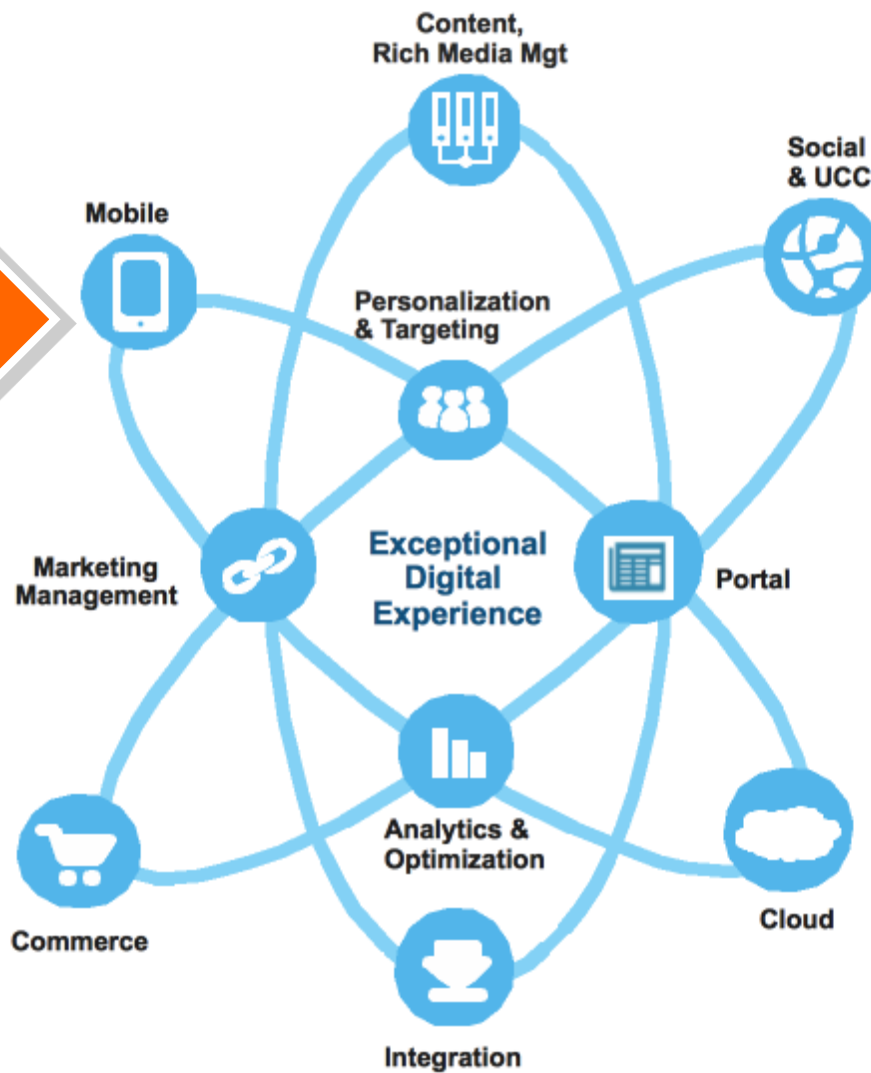 Content,
Rich Media Mgt
Social
& UCC
Mobile
Personalization
& Targeting
Exceptional
Digital
Experience
Marketing
Management
Portal
Analytics &
Optimization
Cloud
Commerce
Integration